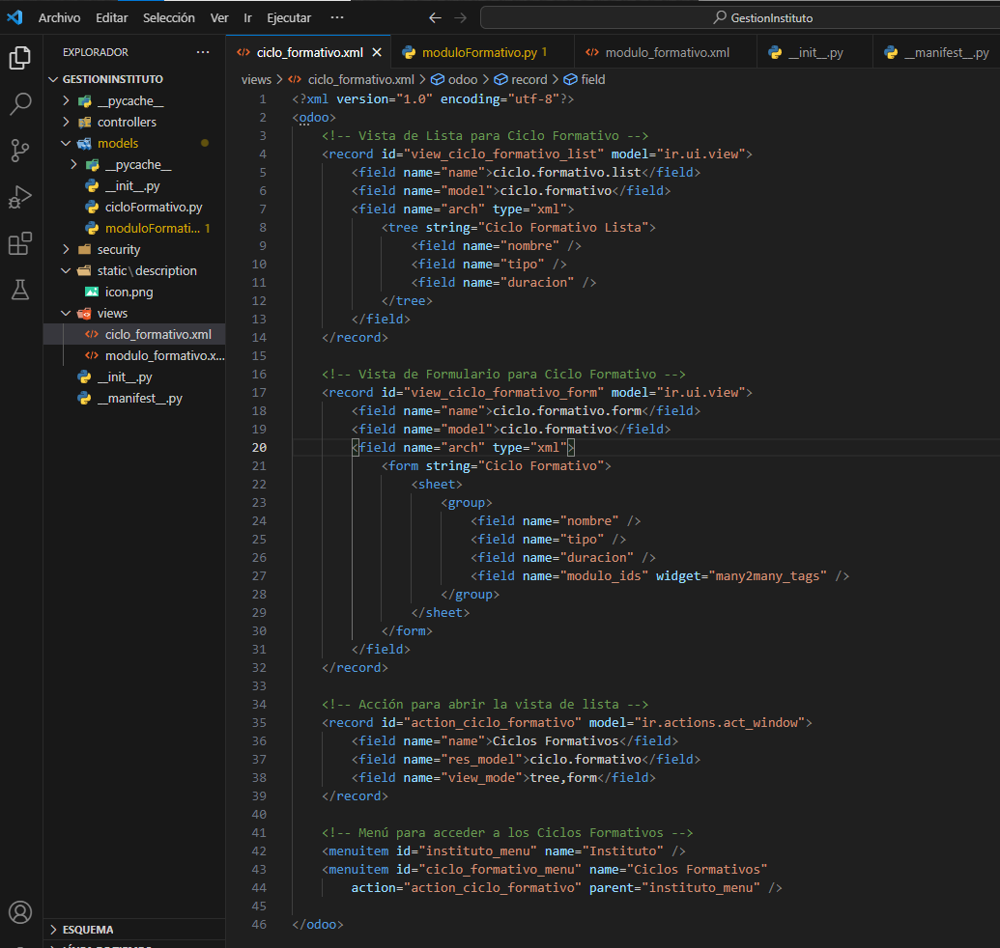 Archivo Editar Selección Ver Ir Ejecutar ··· GestionInstituto
EXPLORADOR ···
GESTIONINSTITUTO
__pycache__
controllers
models
__pycache__
__init__.py
cicloFormativo.py
moduloFormati... 1
security
static\description
icon.png
views
ciclo_formativo.xml
modulo_formativo.x...
__init__.py
__manifest__.py
ESQUEMA
ciclo_formativo.xml moduloFormativo.py 1 modulo_formativo.xml __init__.py __manifest__.py
views > ciclo_formativo.xml > odoo > record > field
1 <?xml version="1.0" encoding="utf-8"?>
2 <odoo>
3 <!-- Vista de Lista para Ciclo Formativo -->
4 <record id="view_ciclo_formativo_list" model="ir.ui.view">
5 <field name="name">ciclo.formativo.list</field>
6 <field name="model">ciclo.formativo</field>
7 <field name="arch" type="xml">
8 <tree string="Ciclo Formativo Lista">
9 <field name="nombre" />
10 <field name="tipo" />
11 <field name="duracion" />
12 </tree>
13 </field>
14 </record>
15
16 <!-- Vista de Formulario para Ciclo Formativo -->
17 <record id="view_ciclo_formativo_form" model="ir.ui.view">
18 <field name="name">ciclo.formativo.form</field>
19 <field name="model">ciclo.formativo</field>
20 <field name="arch" type="xml">
21 <form string="Ciclo Formativo">
22 <sheet>
23 <group>
24 <field name="nombre" />
25 <field name="tipo" />
26 <field name="duracion" />
27 <field name="modulo_ids" widget="many2many_tags" />
28 </group>
29 </sheet>
30 </form>
31 </field>
32 </record>
33
34 <!-- Acción para abrir la vista de lista -->
35 <record id="action_ciclo_formativo" model="ir.actions.act_window">
36 <field name="name">Ciclos Formativos</field>
37 <field name="res_model">ciclo.formativo</field>
38 <field name="view_mode">tree,form</field>
39 </record>
40
41 <!-- Menú para acceder a los Ciclos Formativos -->
42 <menuitem id="instituto_menu" name="Instituto" />
43 <menuitem id="ciclo_formativo_menu" name="Ciclos Formativos"
44 action="action_ciclo_formativo" parent="instituto_menu" />
45
46 </odoo>